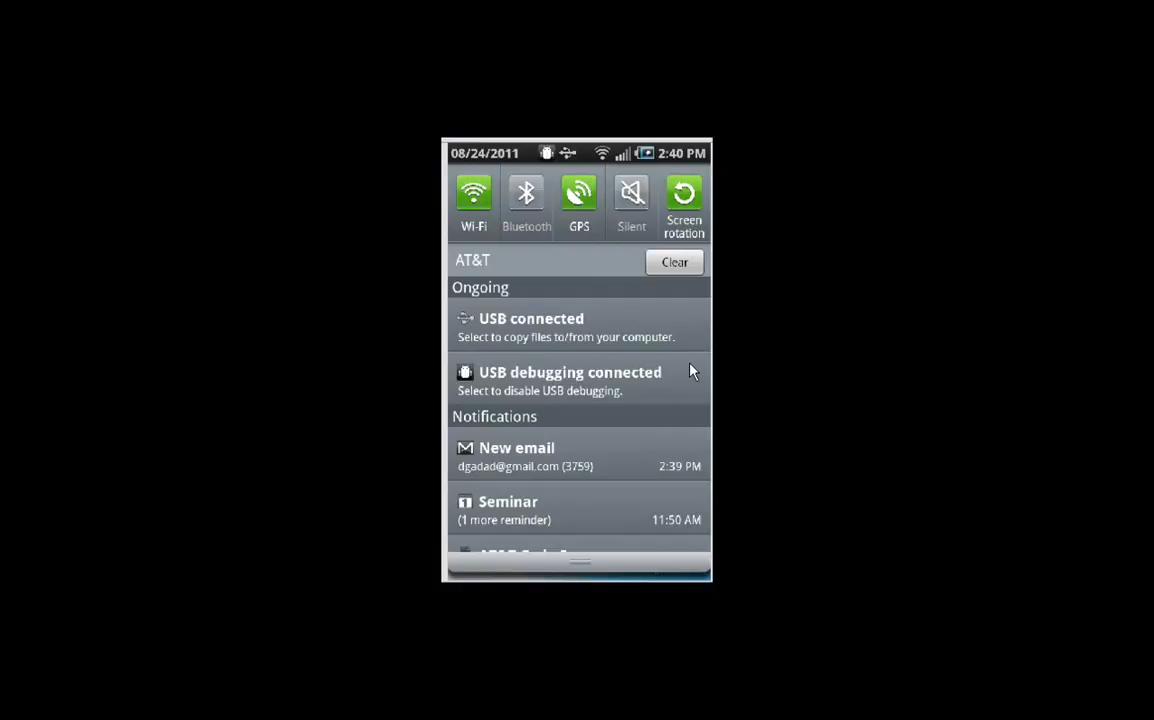 08/24/2011 2:40 PM
Wi-Fi Bluetooth GPS Silent Screen rotation
AT&T Clear
Ongoing
USB connected
Select to copy files to/from your computer.
USB debugging connected
Select to disable USB debugging.
Notifications
New email
dgadad@gmail.com (3759) 2:39 PM
Seminar
(1 more reminder) 11:50 AM
AT&T